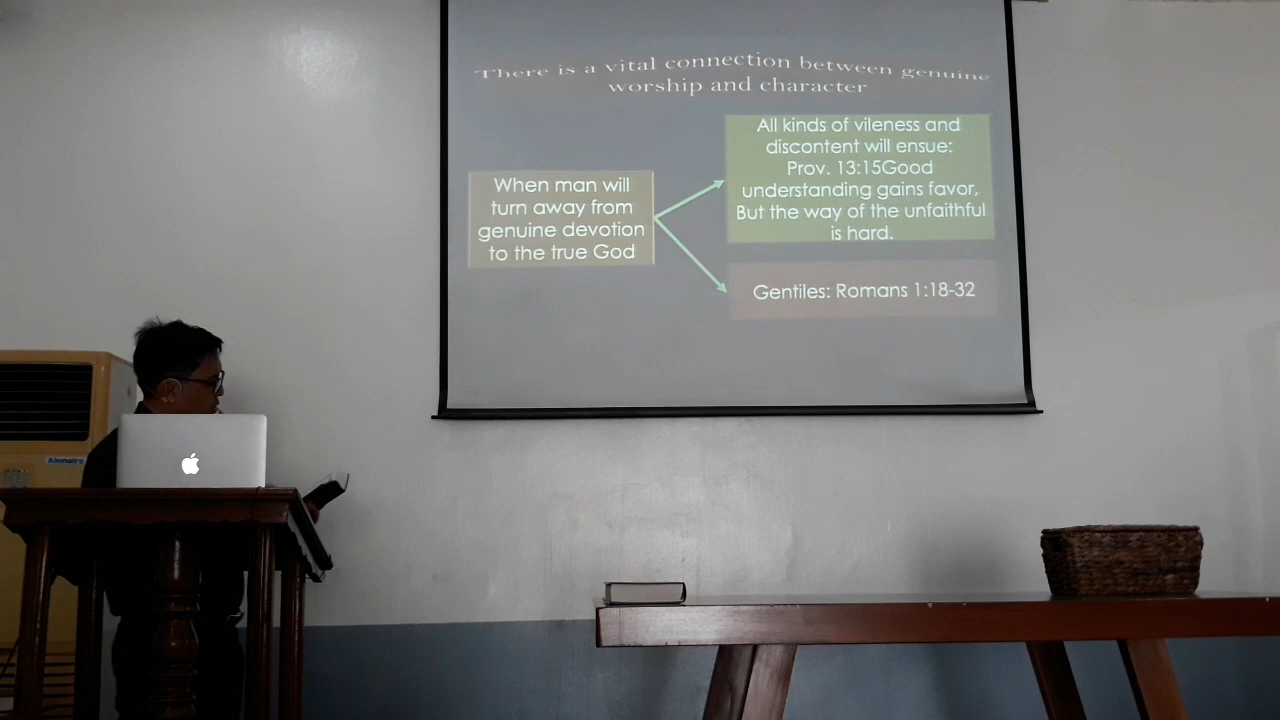 There is a vital connection between genuine
worship and character
When man will
turn away from
genuine devotion
to the true God
All kinds of vileness and
discontent will ensue:
Prov. 13:15Good
understanding gains favor,
But the way of the unfaithful
is hard.
Gentiles: Romans 1:18-32